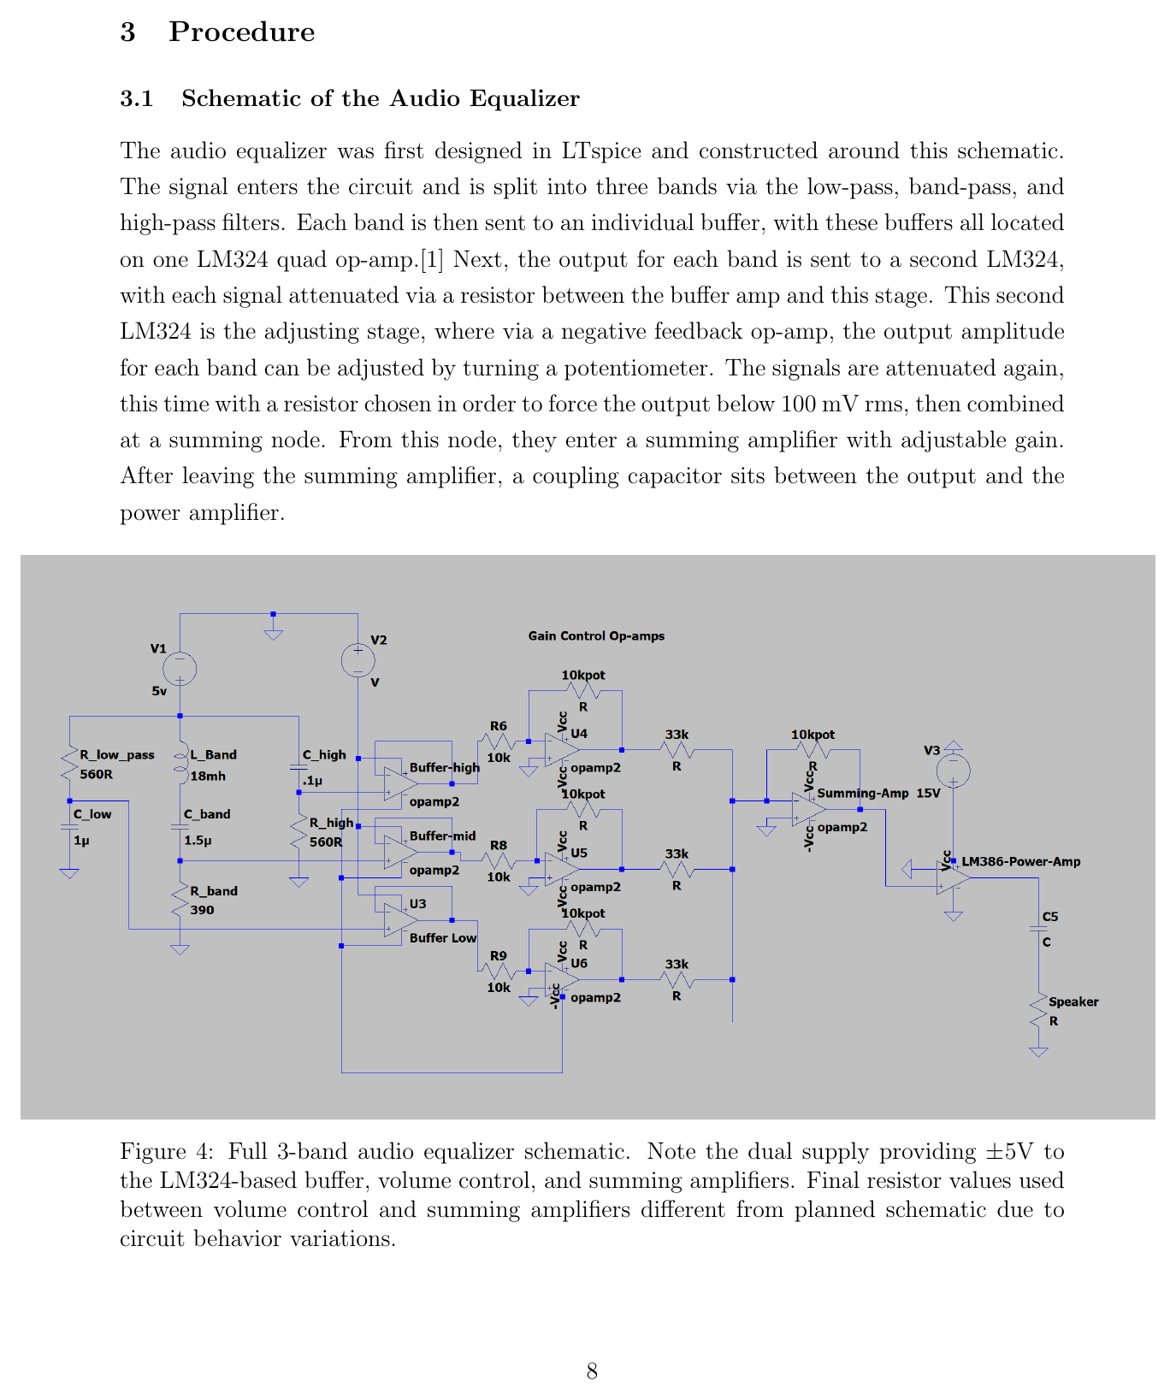 3 Procedure
3.1 Schematic of the Audio Equalizer
The audio equalizer was first designed in LTspice and constructed around this schematic.
The signal enters the circuit and is split into three bands via the low-pass, band-pass, and
high-pass filters. Each band is then sent to an individual buffer, with these buffers all located
on one LM324 quad op-amp.[1] Next, the output for each band is sent to a second LM324,
with each signal attenuated via a resistor between the buffer amp and this stage. This second
LM324 is the adjusting stage, where via a negative feedback op-amp, the output amplitude
for each band can be adjusted by turning a potentiometer. The signals are attenuated again,
this time with a resistor chosen in order to force the output below 100 mV rms, then combined
at a summing node. From this node, they enter a summing amplifier with adjustable gain.
After leaving the summing amplifier, a coupling capacitor sits between the output and the
power amplifier.
V1
5v
V2
V
R_low_pass
560R
C_low
1µ
L_Band
18mh
C_band
1.5µ
R_band
390
C_high
.1µ
R_high
560R
Buffer-high
opamp2
Buffer-mid
opamp2
U3
Buffer Low
Gain Control Op-amps
R6
10k
10kpot
R
Vcc
U4
-Vcc
opamp2
33k
R
R8
10k
10kpot
R
Vcc
U5
-Vcc
opamp2
33k
R
R9
10k
10kpot
R
Vcc
U6
-Vcc
opamp2
33k
R
10kpot
R
Vcc
Summing-Amp
-Vcc
opamp2
V3
15V
Vcc
LM386-Power-Amp
C5
C
Speaker
R
Figure 4: Full 3-band audio equalizer schematic. Note the dual supply providing ±5V to
the LM324-based buffer, volume control, and summing amplifiers. Final resistor values used
between volume control and summing amplifiers different from planned schematic due to
circuit behavior variations.
8